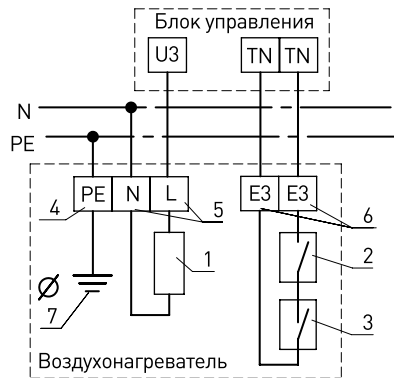 Блок управления
U3 TN TN
N
PE
PE N L E3 E3
4 5 6
1 2
7 3
Воздухонагреватель